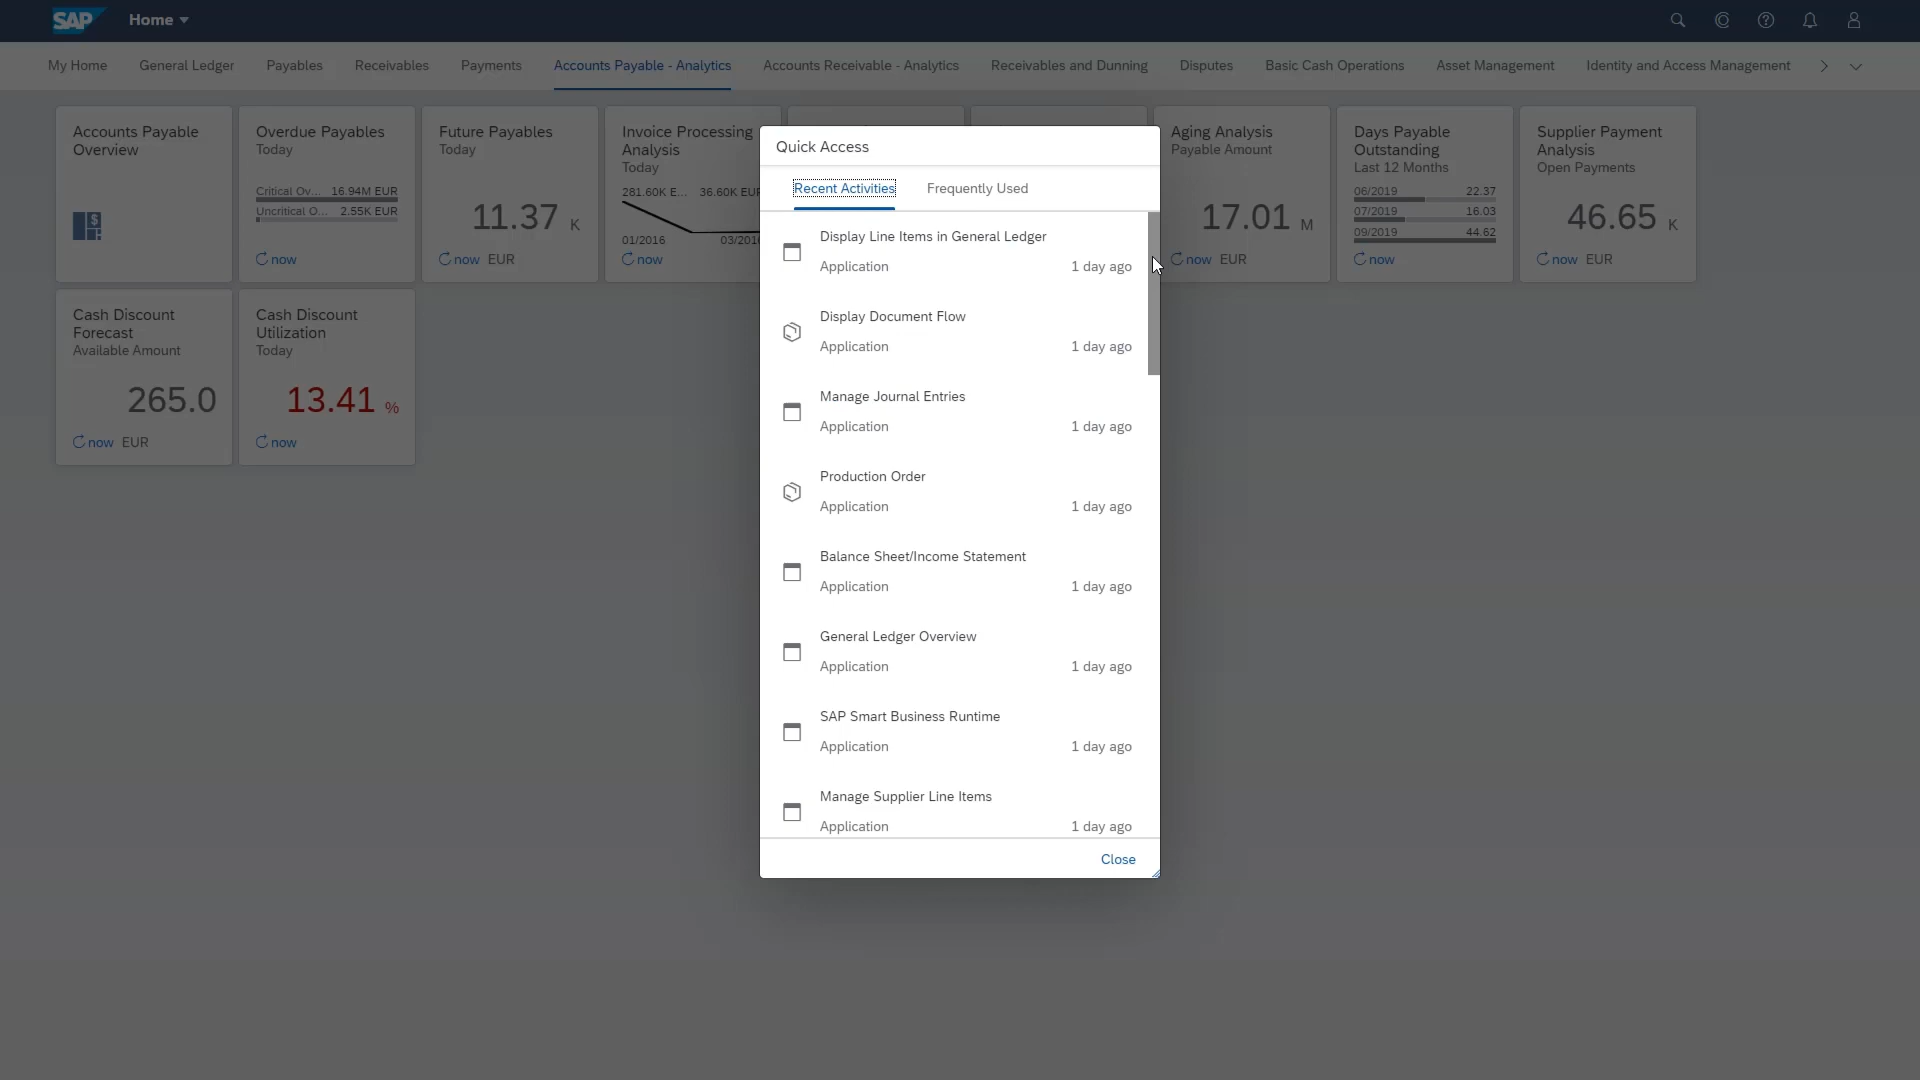 SAP Home
My Home General Ledger Payables Receivables Payments Accounts Payable - Analytics Accounts Receivable - Analytics Receivables and Dunning Disputes Basic Cash Operations Asset Management Identity and Access Management
Accounts Payable
Overview
Overdue Payables
Today
Critical Ov... 16.94M EUR
Uncritical O... 2.55K EUR
now
Future Payables
Today
11.37 K
now EUR
Invoice Processing
Analysis
Today
281.60K E... 36.60K EUR
01/2016 03/201
now
Aging Analysis
Payable Amount
17.01 M
now EUR
Days Payable
Outstanding
Last 12 Months
06/2019 22.37
07/2019 16.03
09/2019 44.62
now
Supplier Payment
Analysis
Open Payments
46.65 K
now EUR
Cash Discount
Forecast
Available Amount
265.0
now EUR
Cash Discount
Utilization
Today
13.41 %
now
Quick Access
Recent Activities Frequently Used
Display Line Items in General Ledger
Application 1 day ago
Display Document Flow
Application 1 day ago
Manage Journal Entries
Application 1 day ago
Production Order
Application 1 day ago
Balance Sheet/Income Statement
Application 1 day ago
General Ledger Overview
Application 1 day ago
SAP Smart Business Runtime
Application 1 day ago
Manage Supplier Line Items
Application 1 day ago
Close